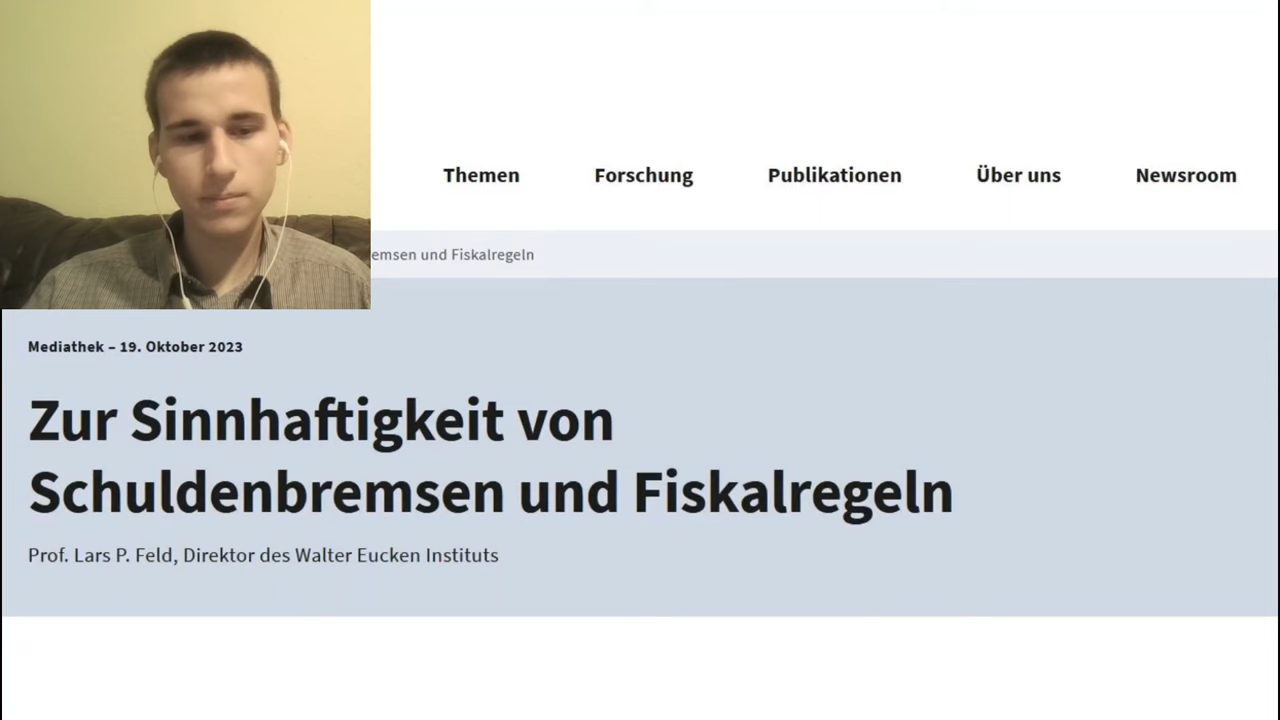 Themen Forschung Publikationen Über uns Newsroom
emsen und Fiskalregeln
Mediathek – 19. Oktober 2023
Zur Sinnhaftigkeit von
Schuldenbremsen und Fiskalregeln
Prof. Lars P. Feld, Direktor des Walter Eucken Instituts